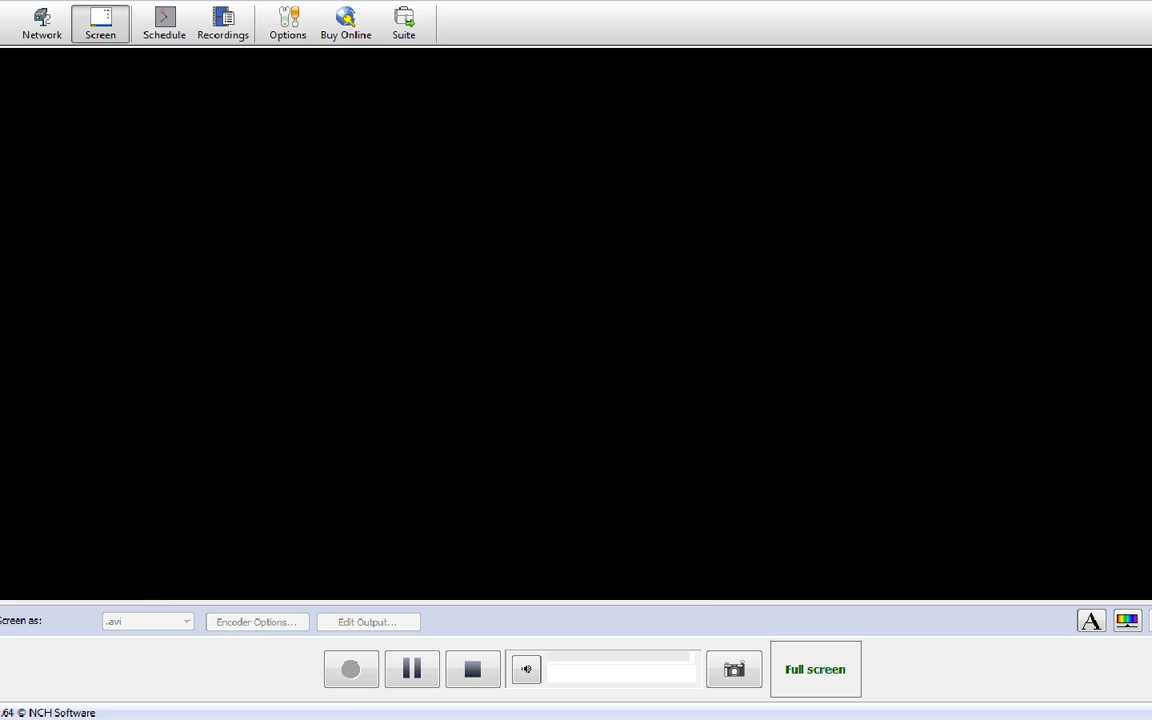 Network Screen Schedule Recordings Options Buy Online Suite
Screen as: .avi Encoder Options... Edit Output... A
Full screen
.64 © NCH Software